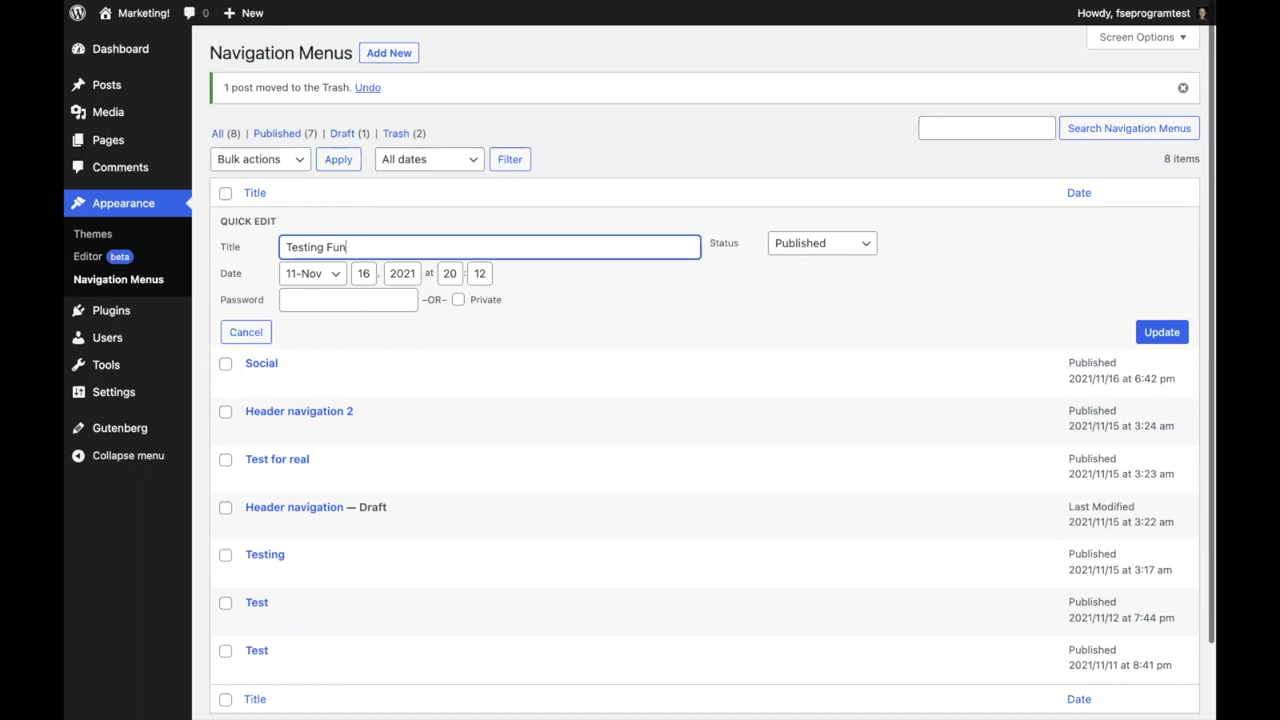 Marketing! 0 New Howdy, fseprogramtest
Screen Options
Dashboard
Posts
Media
Pages
Comments
Appearance
Themes
Editor beta
Navigation Menus
Plugins
Users
Tools
Settings
Gutenberg
Collapse menu
Navigation Menus Add New
1 post moved to the Trash. Undo
All (8) | Published (7) | Draft (1) | Trash (2)
Search Navigation Menus
Bulk actions Apply All dates Filter
8 items
Title Date
QUICK EDIT
Title Testing Fun Status Published
Date 11-Nov 16 , 2021 at 20 : 12
Password –OR– Private
Cancel Update
Social Published
2021/11/16 at 6:42 pm
Header navigation 2 Published
2021/11/15 at 3:24 am
Test for real Published
2021/11/15 at 3:23 am
Header navigation — Draft Last Modified
2021/11/15 at 3:22 am
Testing Published
2021/11/15 at 3:17 am
Test Published
2021/11/12 at 7:44 pm
Test Published
2021/11/11 at 8:41 pm
Title Date